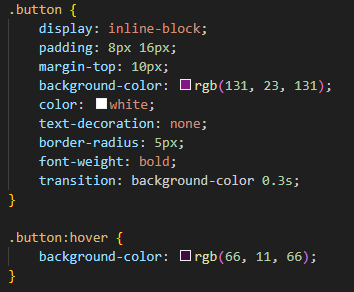 .button {
    display: inline-block;
    padding: 8px 16px;
    margin-top: 10px;
    background-color: rgb(131, 23, 131);
    color: white;
    text-decoration: none;
    border-radius: 5px;
    font-weight: bold;
    transition: background-color 0.3s;
}

.button:hover {
    background-color: rgb(66, 11, 66);
}